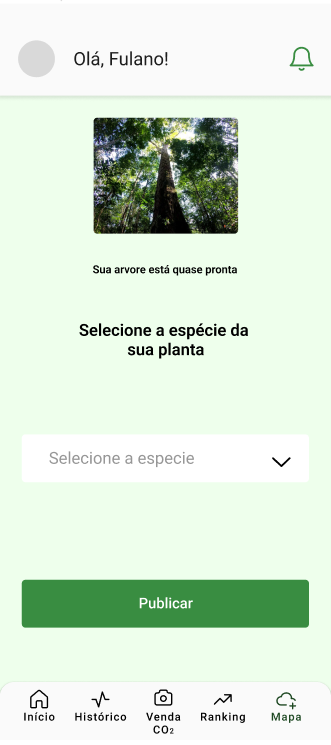 Olá, Fulano!
Sua arvore está quase pronta
Selecione a espécie da
sua planta
Selecione a especie
Publicar
Início
Histórico
Venda
CO₂
Ranking
Mapa